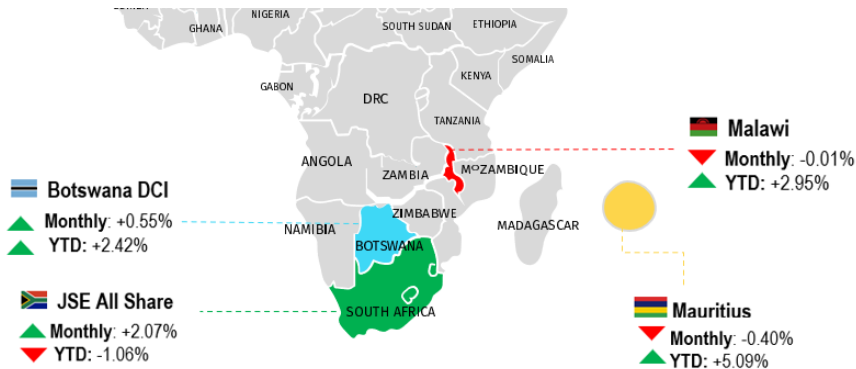 NIGERIA
GHANA
SOUTH SUDAN
ETHIOPIA
SOMALIA
GABON
KENYA
DRC
TANZANIA
Malawi
Monthly: -0.01%
YTD: +2.95%
ANGOLA
ZAMBIA
MOZAMBIQUE
Botswana DCI
Monthly: +0.55%
YTD: +2.42%
NAMIBIA
ZIMBABWE
MADAGASCAR
BOTSWANA
JSE All Share
Monthly: +2.07%
YTD: -1.06%
SOUTH AFRICA
Mauritius
Monthly: -0.40%
YTD: +5.09%